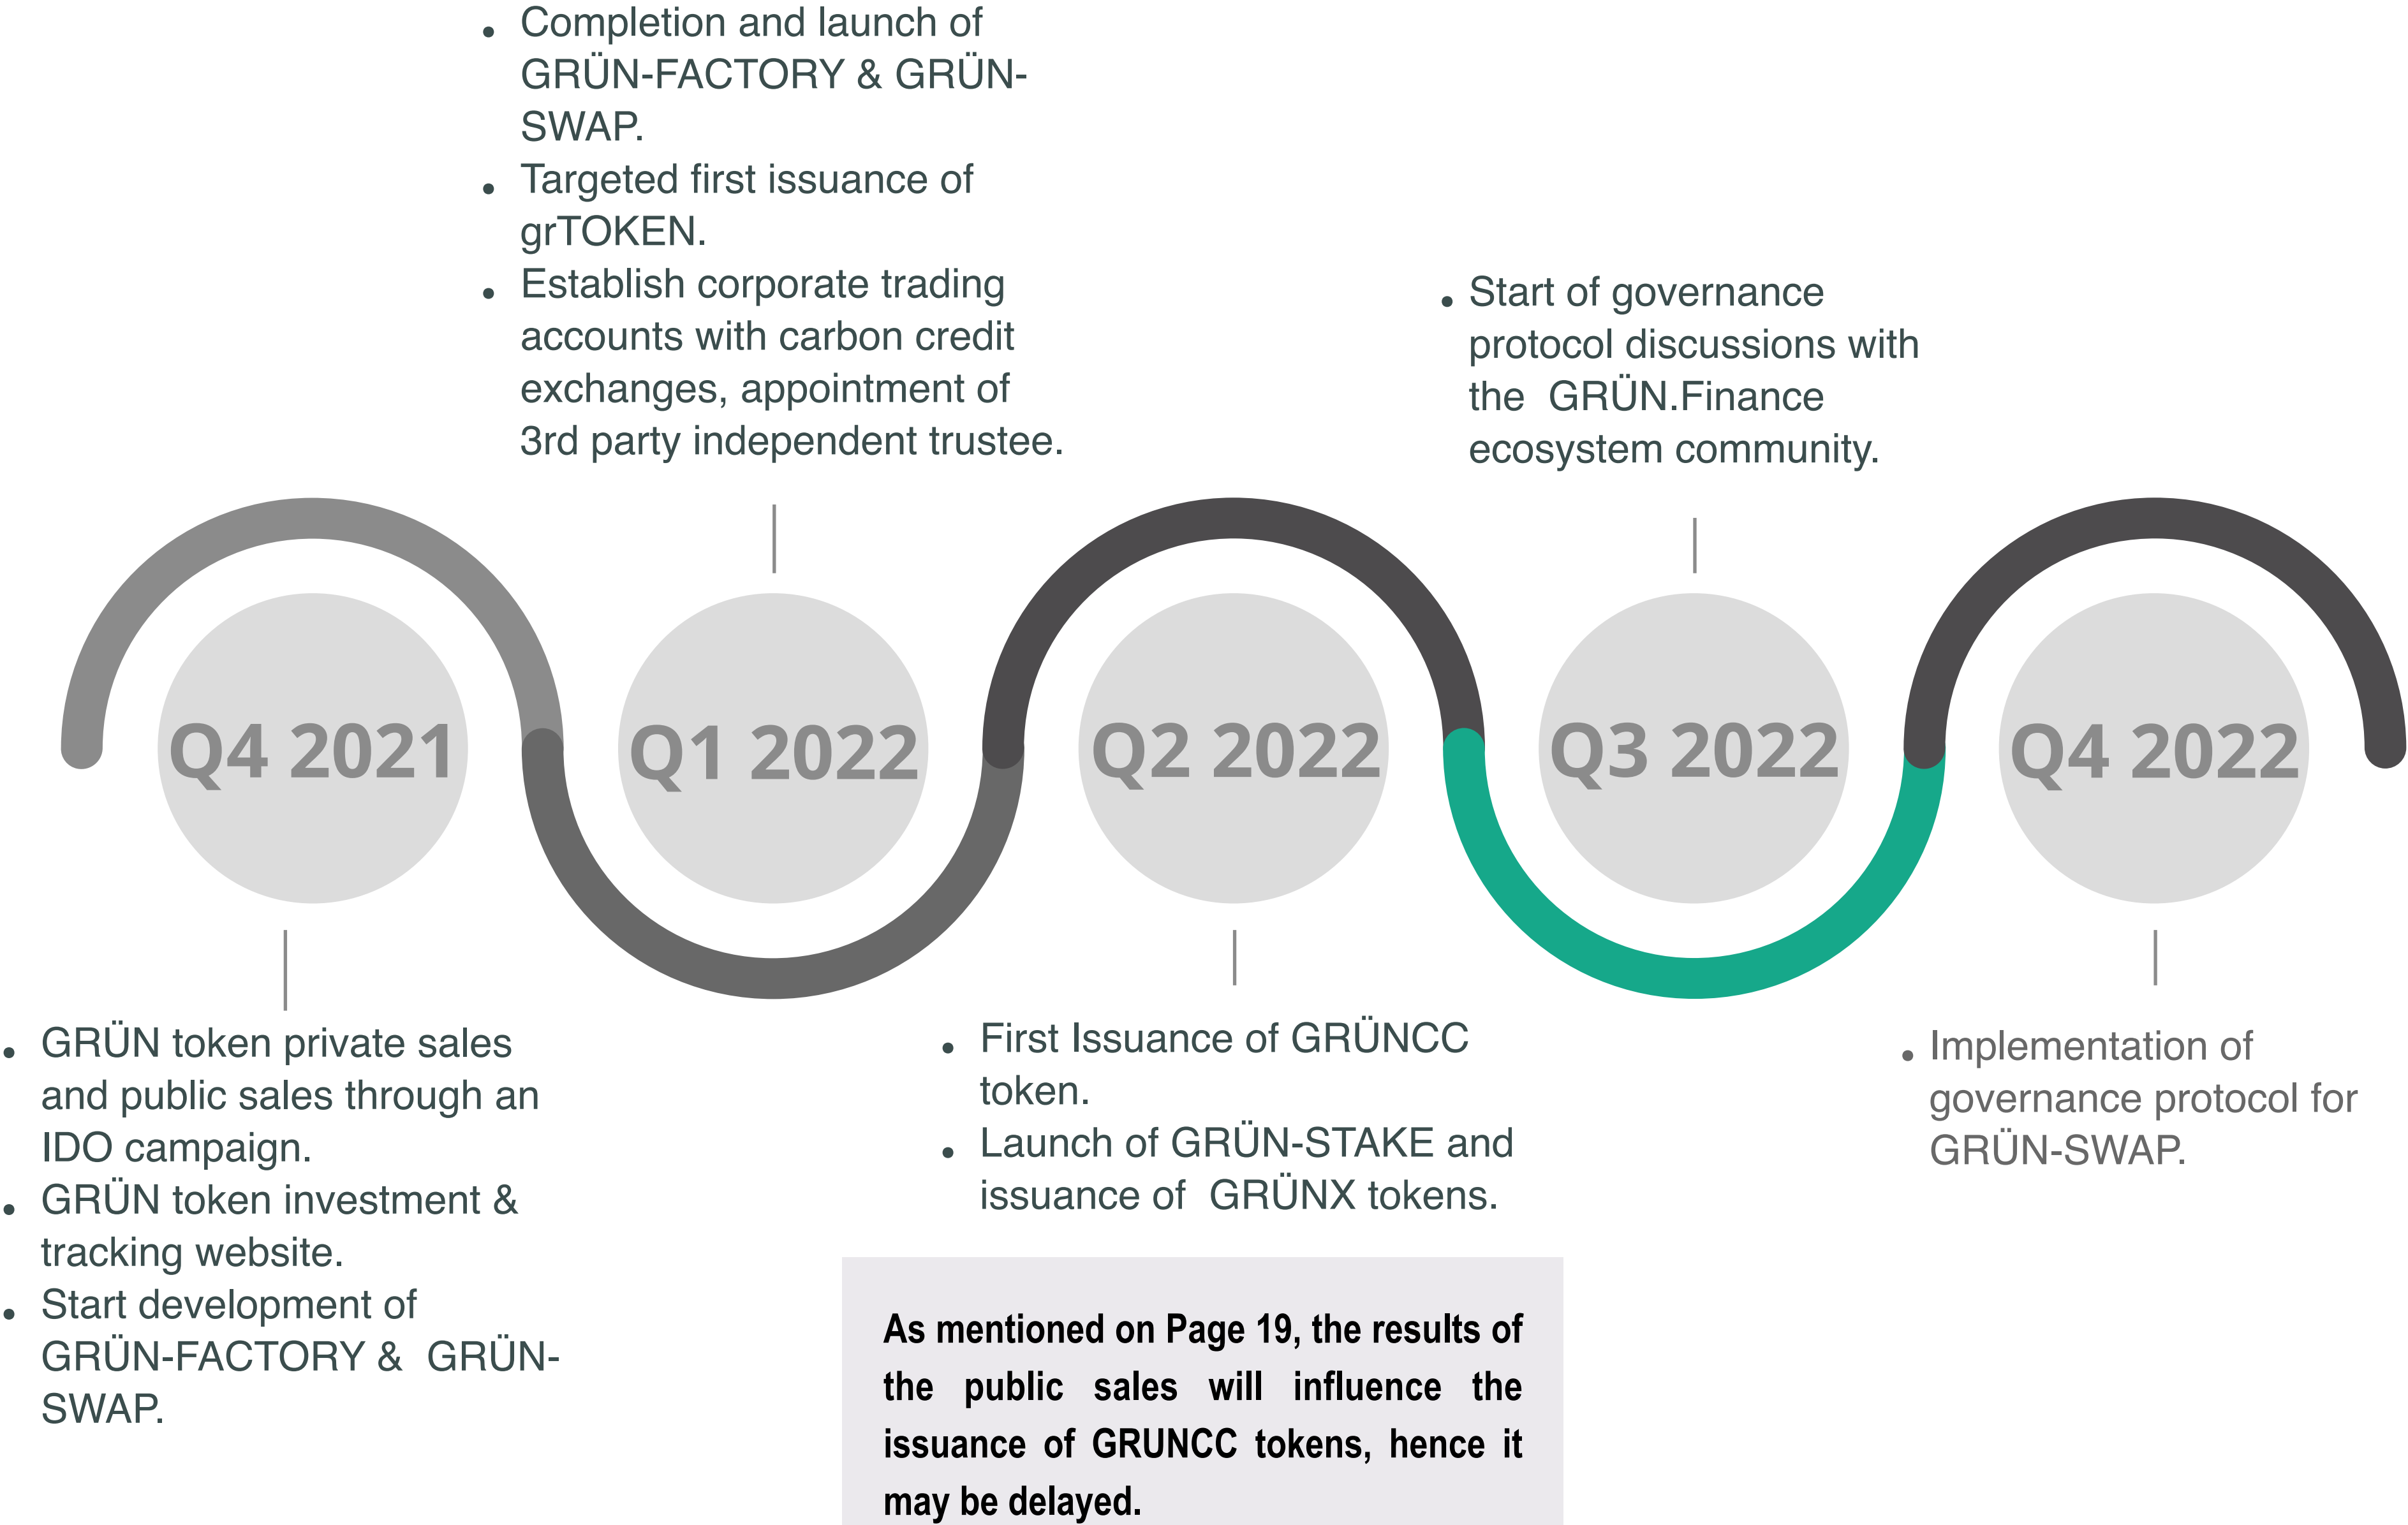 Completion and launch of
GRÜN-FACTORY & GRÜN-
SWAP.
Targeted first issuance of
grTOKEN.
Establish corporate trading
accounts with carbon credit
exchanges, appointment of
3rd party independent trustee.
Start of governance
protocol discussions with
the GRÜN.Finance
ecosystem community.
Q4 2021
Q1 2022
Q2 2022
Q3 2022
Q4 2022
GRÜN token private sales
and public sales through an
IDO campaign.
GRÜN token investment &
tracking website.
Start development of
GRÜN-FACTORY & GRÜN-
SWAP.
First Issuance of GRÜNCC
token.
Launch of GRÜN-STAKE and
issuance of GRÜNX tokens.
Implementation of
governance protocol for
GRÜN-SWAP.
As mentioned on Page 19, the results of
the public sales will influence the
issuance of GRUNCC tokens, hence it
may be delayed.